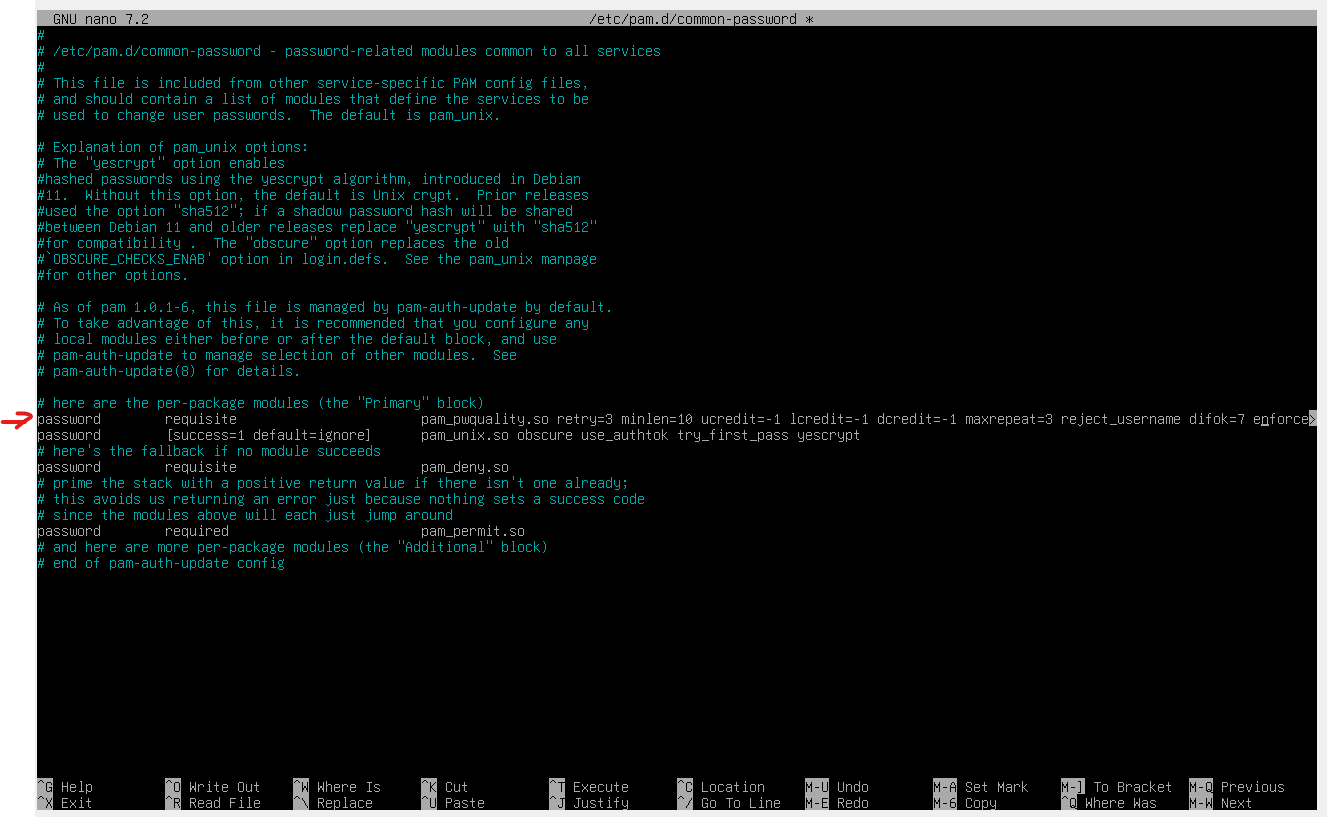 GNU nano 7.2 /etc/pam.d/common-password *
#
# /etc/pam.d/common-password - password-related modules common to all services
#
# This file is included from other service-specific PAM config files,
# and should contain a list of modules that define the services to be
# used to change user passwords.  The default is pam_unix.

# Explanation of pam_unix options:
# The "yescrypt" option enables
#hashed passwords using the yescrypt algorithm, introduced in Debian
#11.  Without this option, the default is Unix crypt.  Prior releases
#used the option "sha512"; if a shadow password hash will be shared
#between Debian 11 and older releases replace "yescrypt" with "sha512"
#for compatibility .  The "obscure" option replaces the old
#`OBSCURE_CHECKS_ENAB' option in login.defs.  See the pam_unix manpage
#for other options.

# As of pam 1.0.1-6, this file is managed by pam-auth-update by default.
# To take advantage of this, it is recommended that you configure any
# local modules either before or after the default block, and use
# pam-auth-update to manage selection of other modules.  See
# pam-auth-update(8) for details.

# here are the per-package modules (the "Primary" block)
password        requisite                       pam_pwquality.so retry=3 minlen=10 ucredit=-1 lcredit=-1 dcredit=-1 maxrepeat=3 reject_username difok=7 enforce>
password        [success=1 default=ignore]      pam_unix.so obscure use_authtok try_first_pass yescrypt
# here's the fallback if no module succeeds
password        requisite                       pam_deny.so
# prime the stack with a positive return value if there isn't one already;
# this avoids us returning an error just because nothing sets a success code
# since the modules above will each just jump around
password        required                        pam_permit.so
# and here are more per-package modules (the "Additional" block)
# end of pam-auth-update config
^G Help ^O Write Out ^W Where Is ^K Cut ^T Execute ^C Location M-U Undo M-A Set Mark M-] To Bracket M-Q Previous
^X Exit ^R Read File ^\ Replace ^U Paste ^J Justify ^/ Go To Line M-E Redo M-6 Copy ^Q Where Was M-W Next